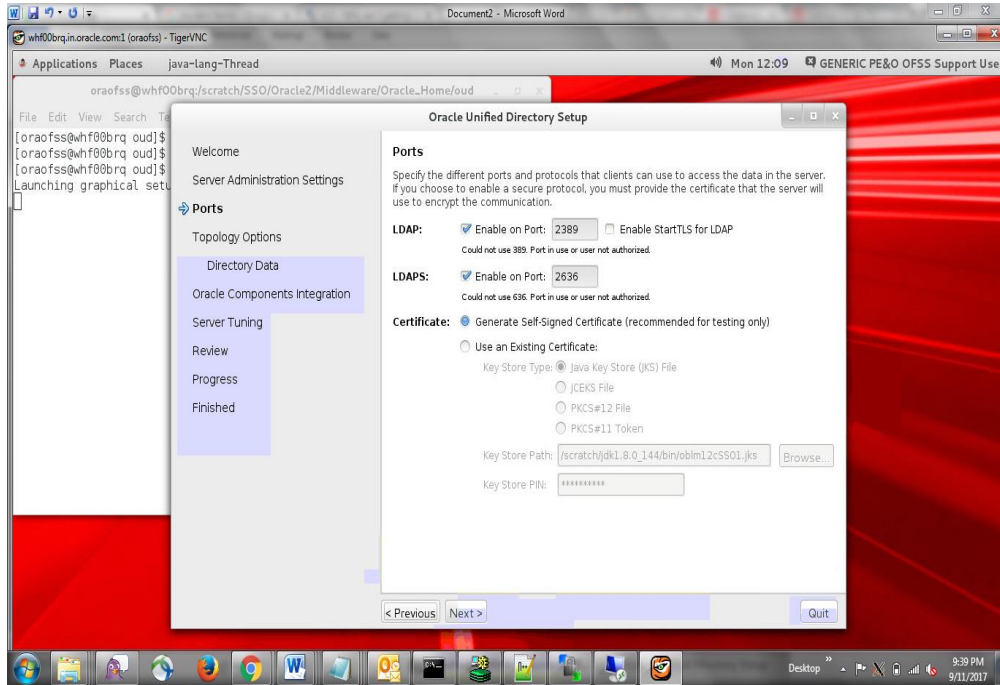 Document2 - Microsoft Word
whf00brq.in.oracle.com:1 (oraofss) - TigerVNC
Applications Places java-lang-Thread Mon 12:09 GENERIC PE&O OFSS Support Use
oraofss@whf00brq:/scratch/SSO/Oracle2/Middleware/Oracle_Home/oud
File Edit View Search Te
[oraofss@whf00brq oud]$
[oraofss@whf00brq oud]$
[oraofss@whf00brq oud]$
Launching graphical setu
Oracle Unified Directory Setup
Welcome
Server Administration Settings
Ports
Topology Options
Directory Data
Oracle Components Integration
Server Tuning
Review
Progress
Finished
Ports
Specify the different ports and protocols that clients can use to access the data in the server.
If you choose to enable a secure protocol, you must provide the certificate that the server will
use to encrypt the communication.
LDAP: Enable on Port: 2389 Enable StartTLS for LDAP
Could not use 389. Port in use or user not authorized.
LDAPS: Enable on Port: 2636
Could not use 636. Port in use or user not authorized.
Certificate: Generate Self-Signed Certificate (recommended for testing only)
Use an Existing Certificate:
Key Store Type: Java Key Store (JKS) File
JCEKS File
PKCS#12 File
PKCS#11 Token
Key Store Path: /scratch/jdk1.8.0_144/bin/oblm12cSSO1.jks Browse...
Key Store PIN: **********
< Previous Next > Quit
Desktop 9:39 PM
9/11/2017